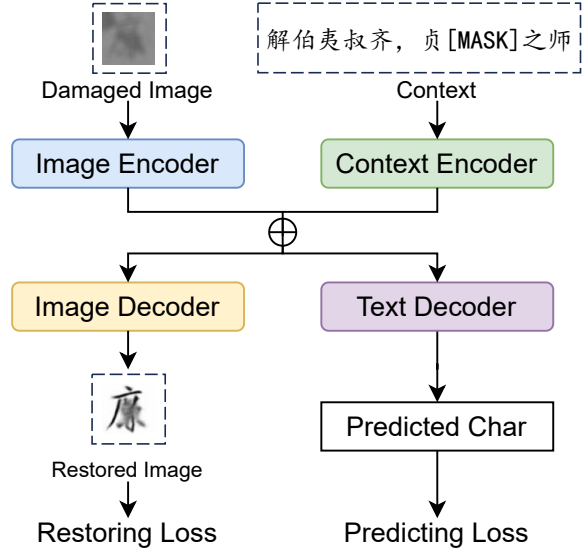 解伯夷叔齐，贞[MASK]之师
Damaged Image
Context
Image Encoder
Context Encoder
Image Decoder
Text Decoder
Predicted Char
Restored Image
Restoring Loss
Predicting Loss